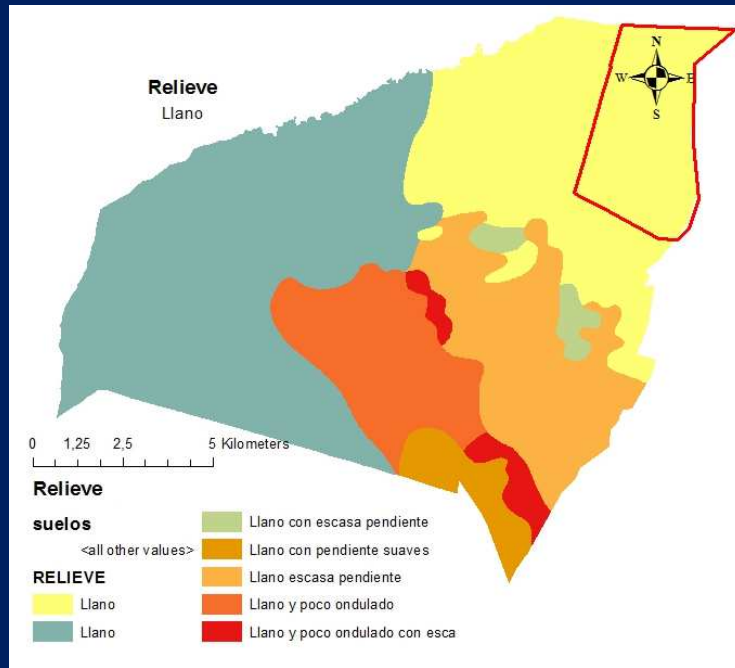 Relieve
Llano
N
W E
S
0 1,25 2,5 5 Kilometers
Relieve
suelos
<all other values>
RELIEVE
Llano
Llano
Llano con escasa pendiente
Llano con pendiente suaves
Llano escasa pendiente
Llano y poco ondulado
Llano y poco ondulado con esca